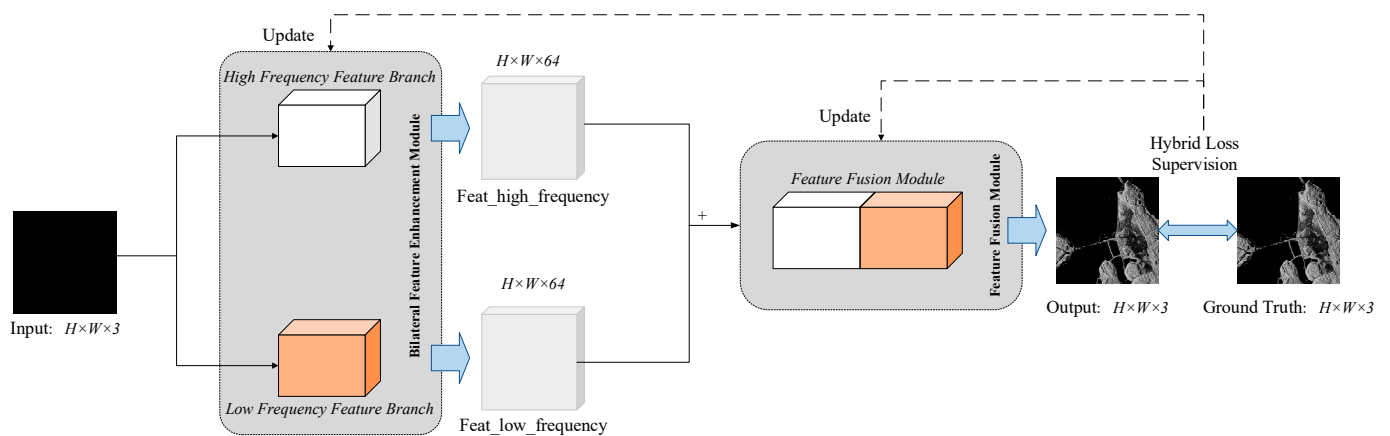 Update
High Frequency Feature Branch
Bilateral Feature Enhancement Module
Low Frequency Feature Branch
Input: H×W×3
H×W×64
Feat_high_frequency
H×W×64
Feat_low_frequency
+
Update
Feature Fusion Module
Feature Fusion Module
Hybrid Loss
Supervision
Output: H×W×3
Ground Truth: H×W×3